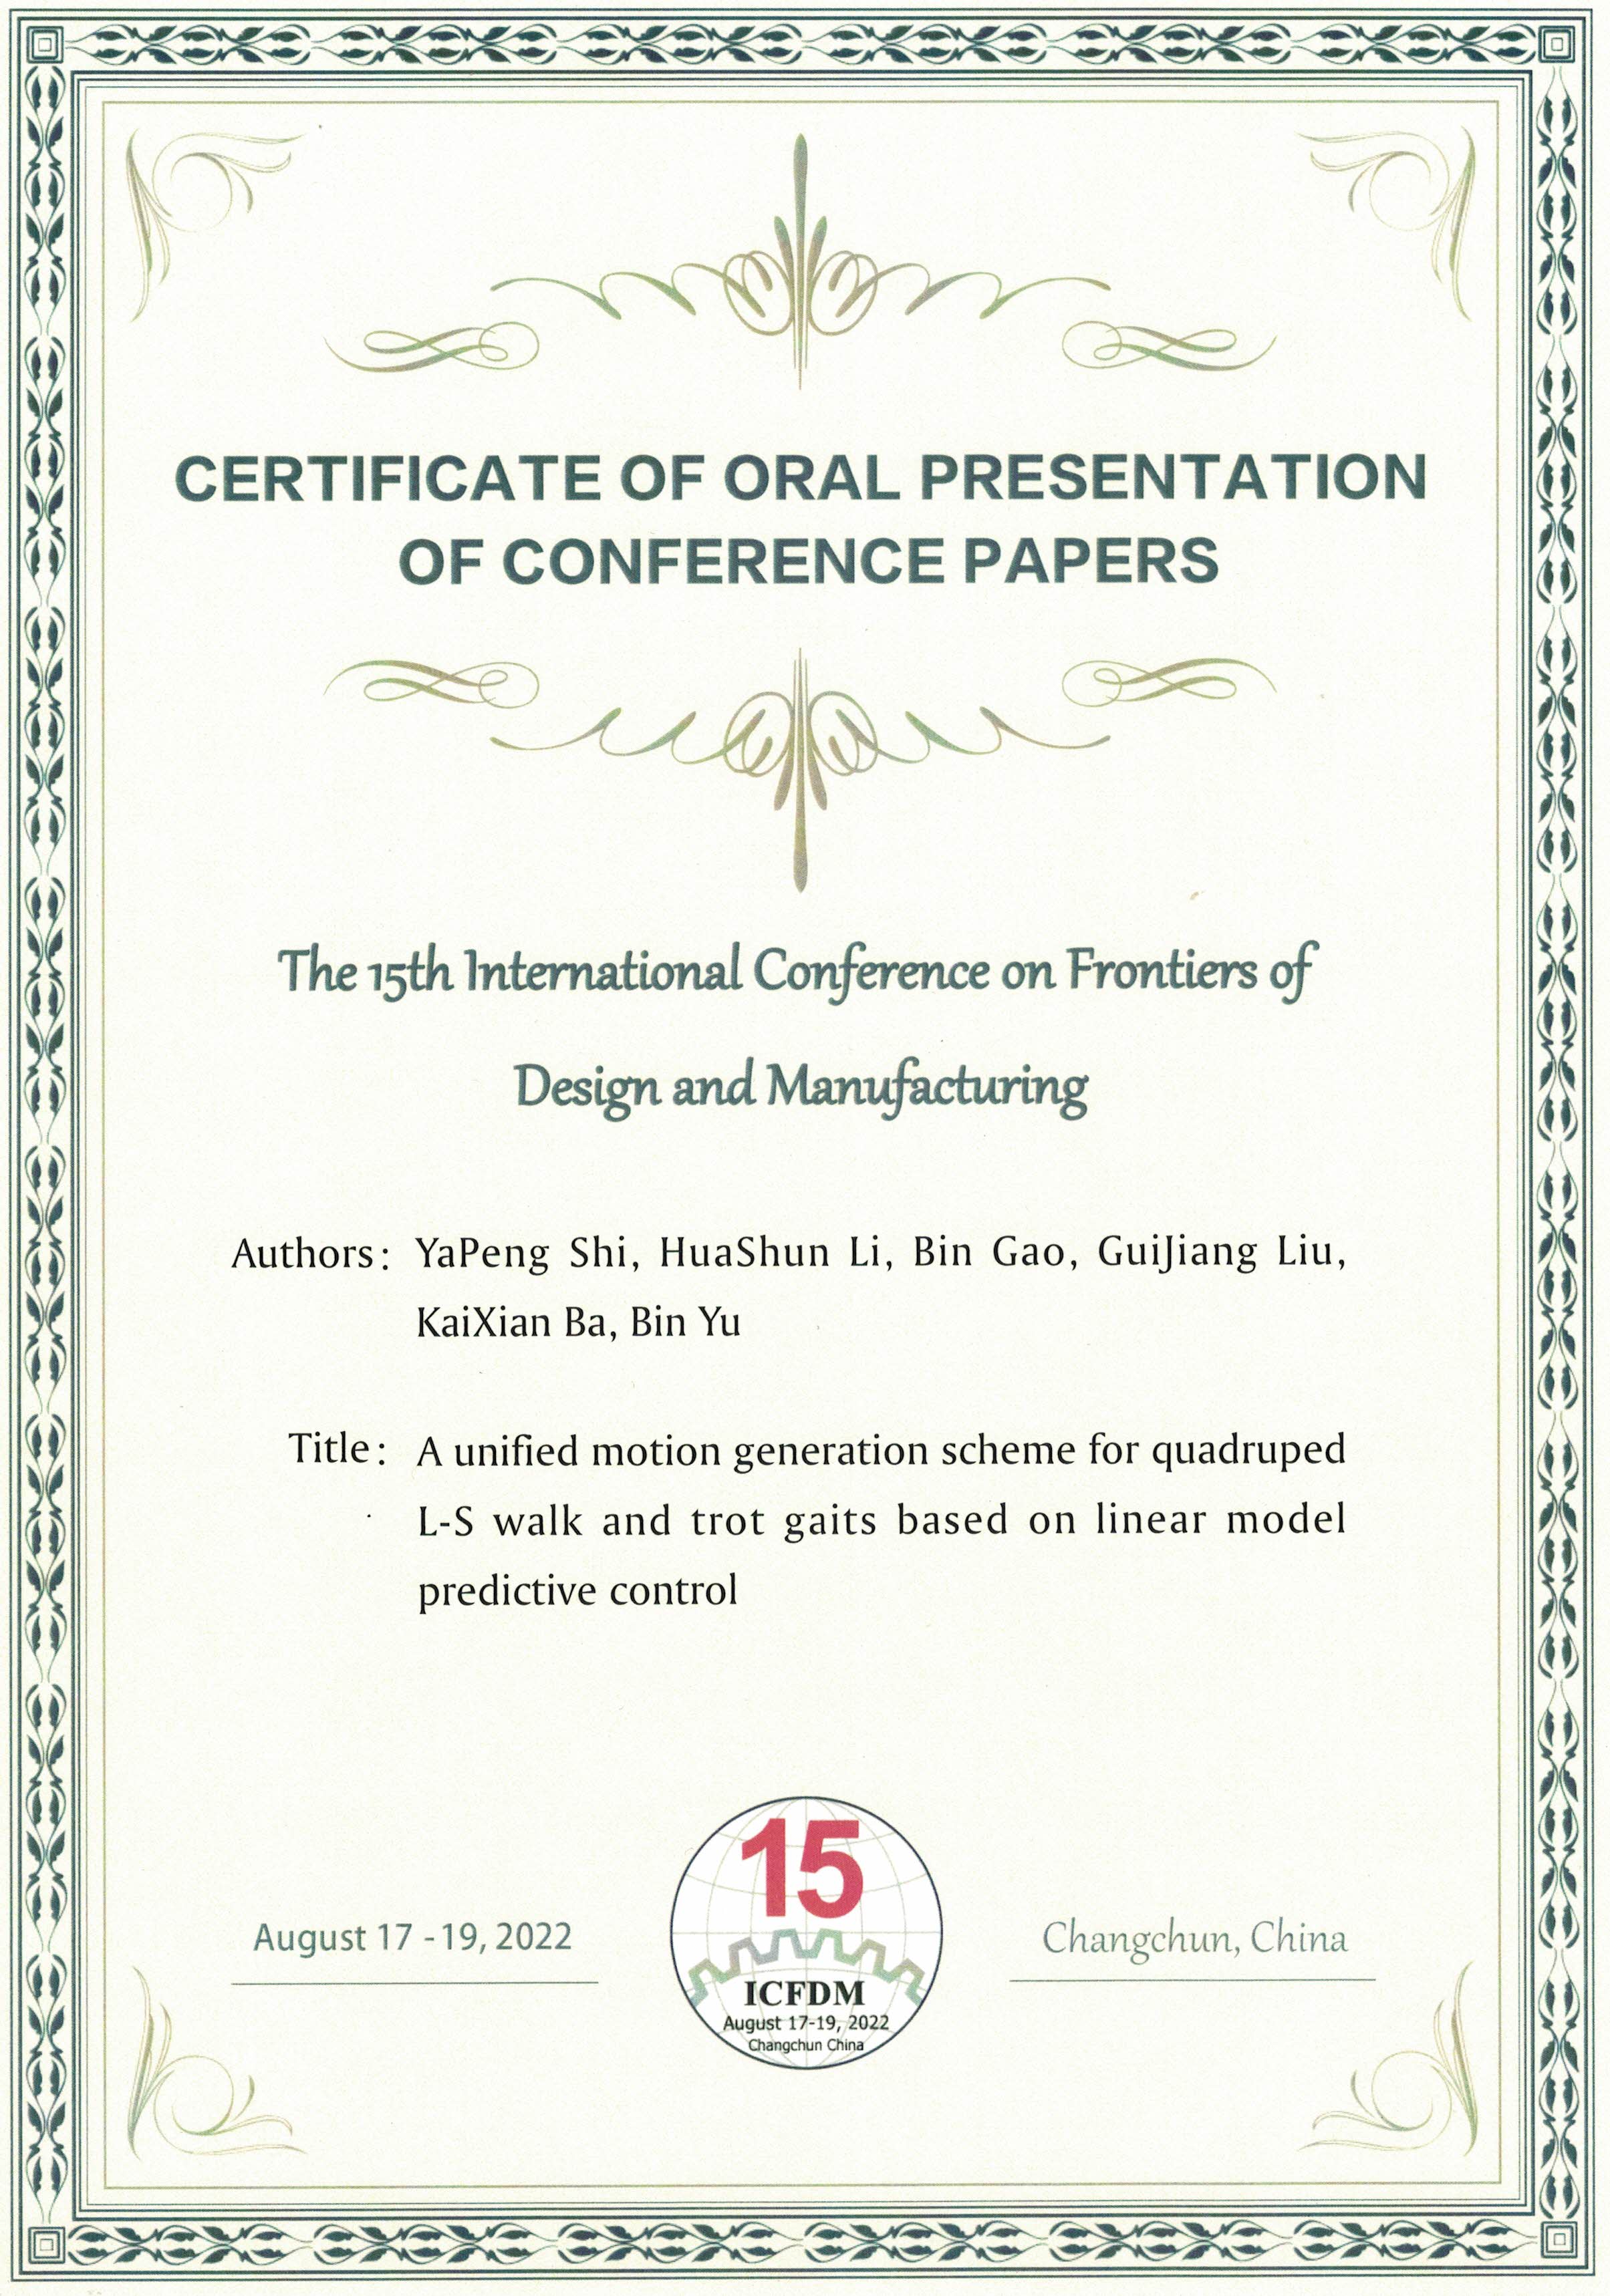 CERTIFICATE OF ORAL PRESENTATION
OF CONFERENCE PAPERS
The 15th International Conference on Frontiers of
Design and Manufacturing
Authors: YaPeng Shi, HuaShun Li, Bin Gao, GuiJiang Liu,
KaiXian Ba, Bin Yu
Title: A unified motion generation scheme for quadruped
L-S walk and trot gaits based on linear model
predictive control
August 17 -19, 2022
15
ICFDM
August 17-19, 2022
Changchun China
Changchun, China